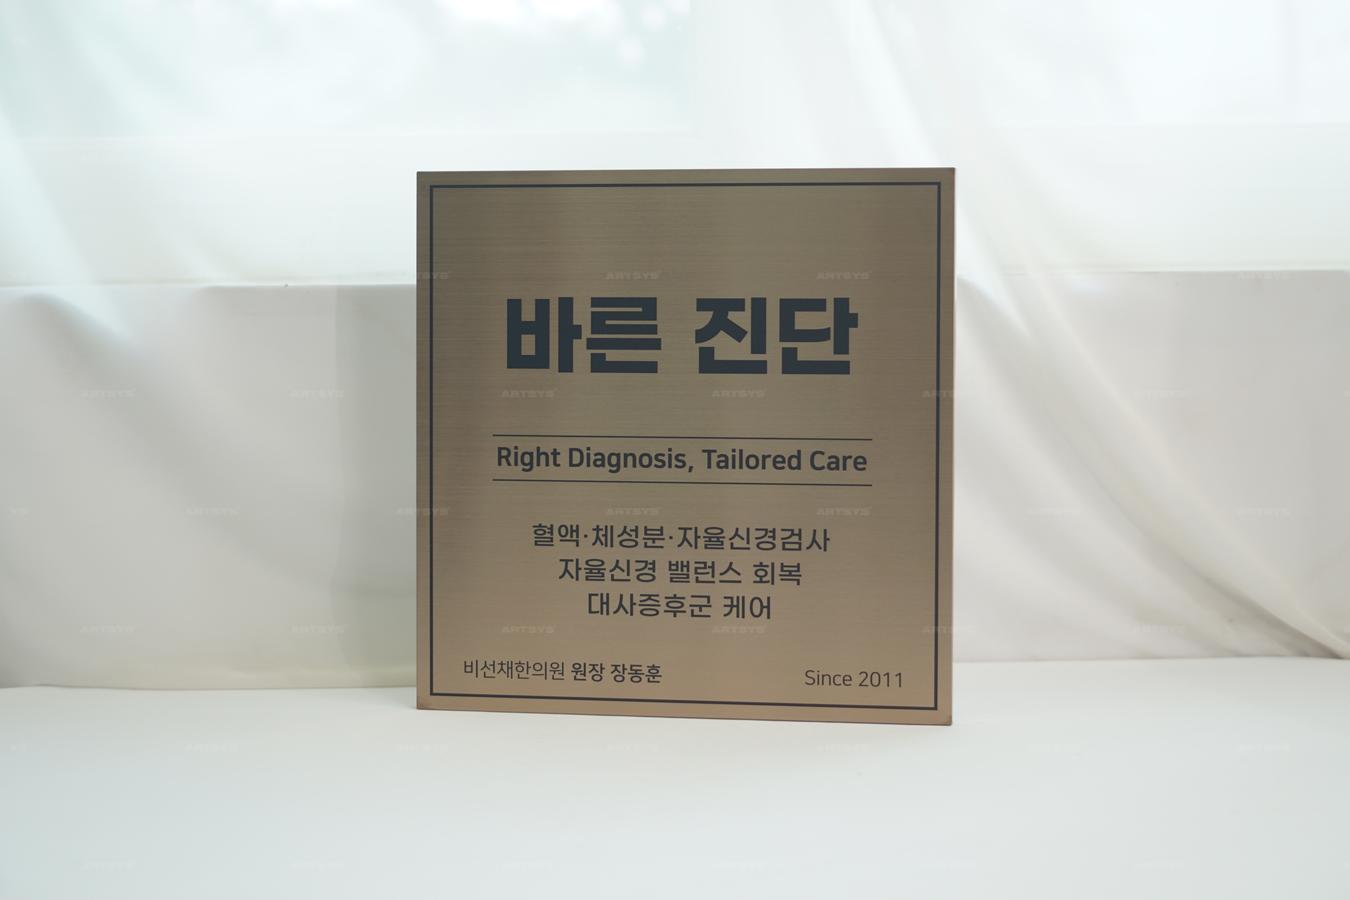 바른 진단
Right Diagnosis, Tailored Care
혈액·체성분·자율신경검사
자율신경 밸런스 회복
대사증후군 케어
비선채한의원 원장 장동훈
Since 2011
ARTSYS